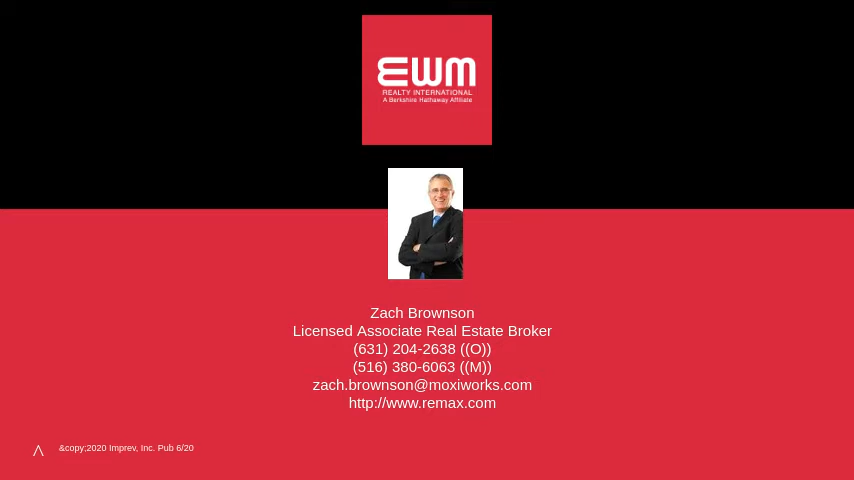 EWM
REALTY INTERNATIONAL
A Berkshire Hathaway Affiliate
Zach Brownson
Licensed Associate Real Estate Broker
(631) 204-2638 ((O))
(516) 380-6063 ((M))
zach.brownson@moxiworks.com
http://www.remax.com
&copy;2020 Imprev, Inc. Pub 6/20